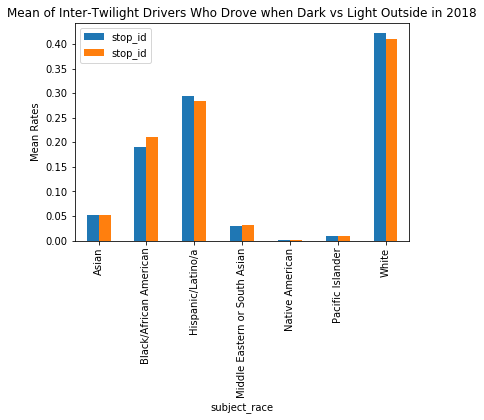 Mean of Inter-Twilight Drivers Who Drove when Dark vs Light Outside in 2018
stop_id
stop_id
0.40
0.35
0.30
0.25
0.20
0.15
0.10
0.05
0.00
Mean Rates
Asian
Black/African American
Hispanic/Latino/a
Middle Eastern or South Asian
Native American
Pacific Islander
White
subject_race